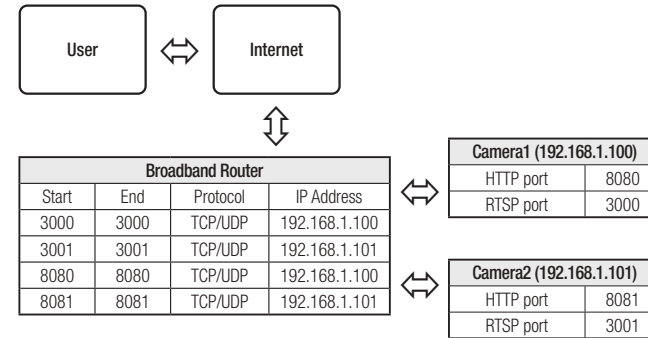 User
Internet
Broadband Router
Start End Protocol IP Address
3000 3000 TCP/UDP 192.168.1.100
3001 3001 TCP/UDP 192.168.1.101
8080 8080 TCP/UDP 192.168.1.100
8081 8081 TCP/UDP 192.168.1.101
Camera1 (192.168.1.100)
HTTP port 8080
RTSP port 3000
Camera2 (192.168.1.101)
HTTP port 8081
RTSP port 3001